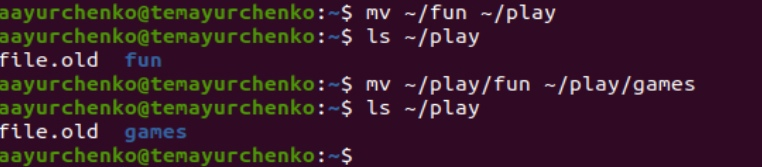 aayurchenko@temayurchenko:~$ mv ~/fun ~/play
aayurchenko@temayurchenko:~$ ls ~/play
file.old  fun
aayurchenko@temayurchenko:~$ mv ~/play/fun ~/play/games
aayurchenko@temayurchenko:~$ ls ~/play
file.old  games
aayurchenko@temayurchenko:~$